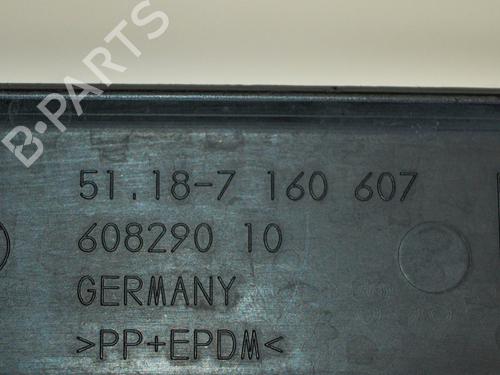 B-PARTS
51.18-7 160 607
608290 10
GERMANY
>PP+EPDM<